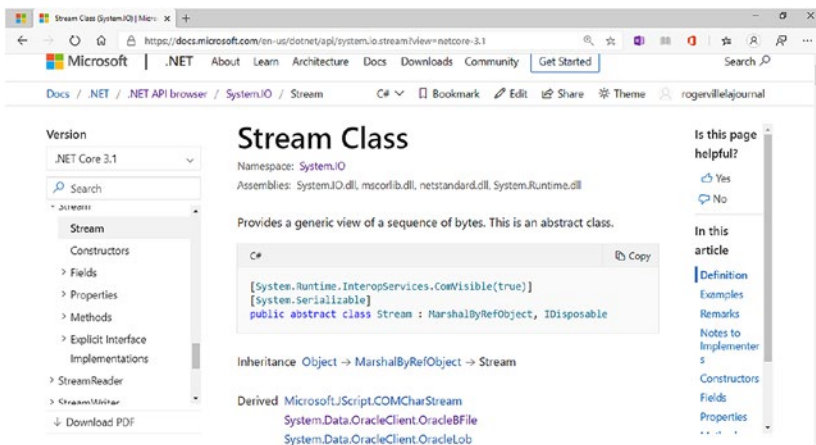 Stream Class (System.IO) | Micro
https://docs.microsoft.com/en-us/dotnet/api/system.io.stream?view=netcore-3.1
Microsoft | .NET About Learn Architecture Docs Downloads Community Get Started Search
Docs / .NET / .NET API browser / System.IO / Stream C# Bookmark Edit Share Theme rogervillelajournal
Version
.NET Core 3.1
Search
Stream
Stream
Constructors
> Fields
> Properties
> Methods
> Explicit Interface
Implementations
> StreamReader
> StreamWriter
Download PDF
Stream Class
Namespace: System.IO
Assemblies: System.IO.dll, mscorlib.dll, netstandard.dll, System.Runtime.dll
Provides a generic view of a sequence of bytes. This is an abstract class.
C# Copy
[System.Runtime.InteropServices.ComVisible(true)]
[System.Serializable]
public abstract class Stream : MarshalByRefObject, IDisposable
Inheritance Object → MarshalByRefObject → Stream
Derived Microsoft.JScript.COMCharStream
System.Data.OracleClient.OracleBFile
System.Data.OracleClient.OracleLob
Is this page
helpful?
Yes
No
In this
article
Definition
Examples
Remarks
Notes to
Implementer
s
Constructors
Fields
Properties